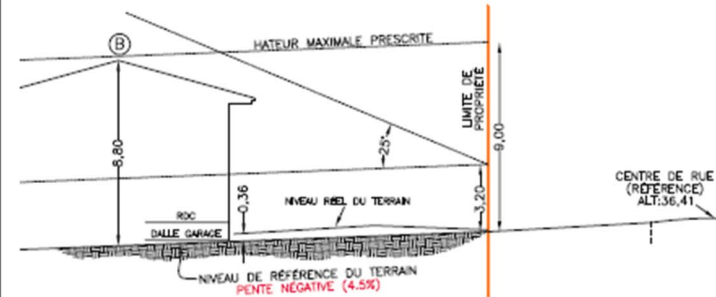 B
HATEUR MAXIMALE PRESCRITE
LIMITE DE
PROPRIÉTÉ
9,00
8,80
25°
CENTRE DE RUE
(RÉFÉRENCE)
ALT:36,41
3,20
0,36
NIVEAU RÉEL DU TERRAIN
RDC
DALLE GARAGE
NIVEAU DE RÉFÉRENCE DU TERRAIN
PENTE NÉGATIVE (4.5%)